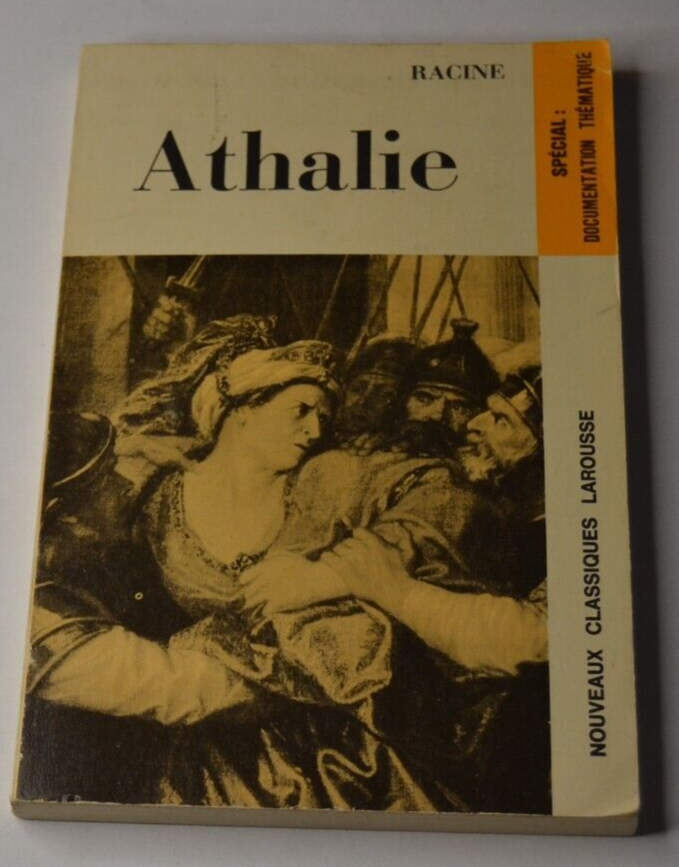 RACINE
Athalie
SPÉCIAL :
DOCUMENTATION THÉMATIQUE
NOUVEAUX CLASSIQUES LAROUSSE